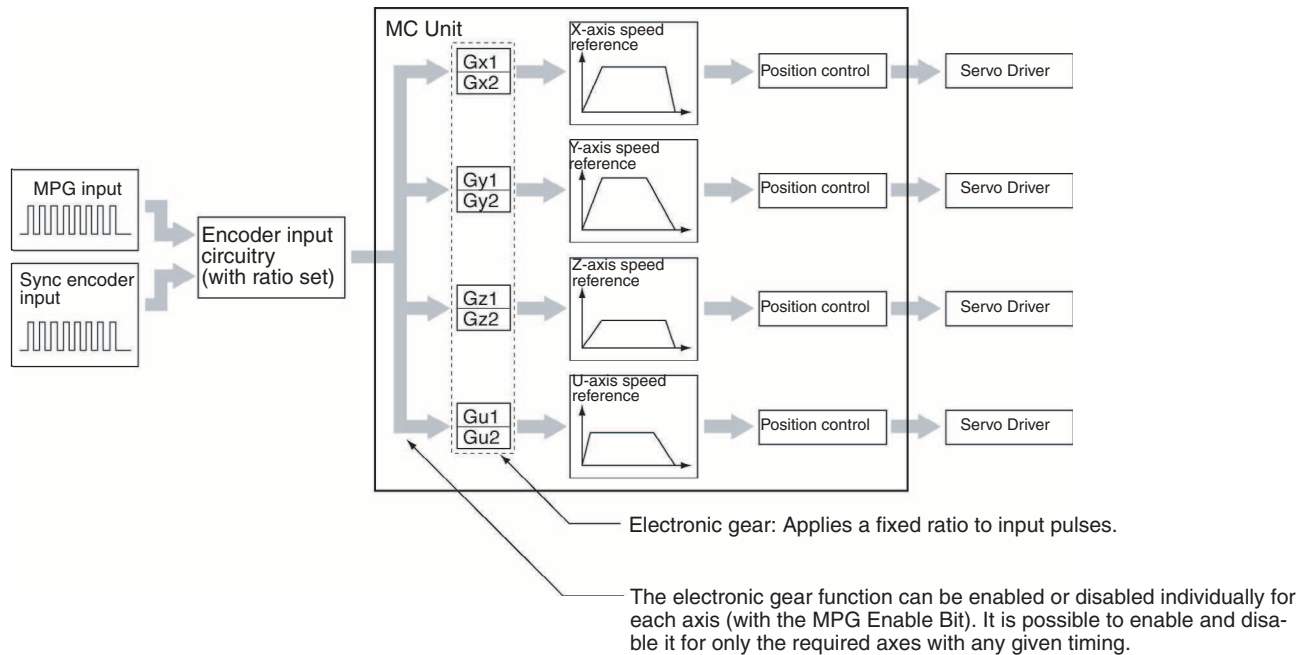 MC Unit
X-axis speed
reference
Gx1
Gx2
Position control
Servo Driver
Y-axis speed
reference
Gy1
Gy2
Position control
Servo Driver
MPG input
Encoder input
circuitry
(with ratio set)
Sync encoder
input
Z-axis speed
reference
Gz1
Gz2
Position control
Servo Driver
U-axis speed
reference
Gu1
Gu2
Position control
Servo Driver
Electronic gear: Applies a fixed ratio to input pulses.
The electronic gear function can be enabled or disabled individually for
each axis (with the MPG Enable Bit). It is possible to enable and disa-
ble it for only the required axes with any given timing.